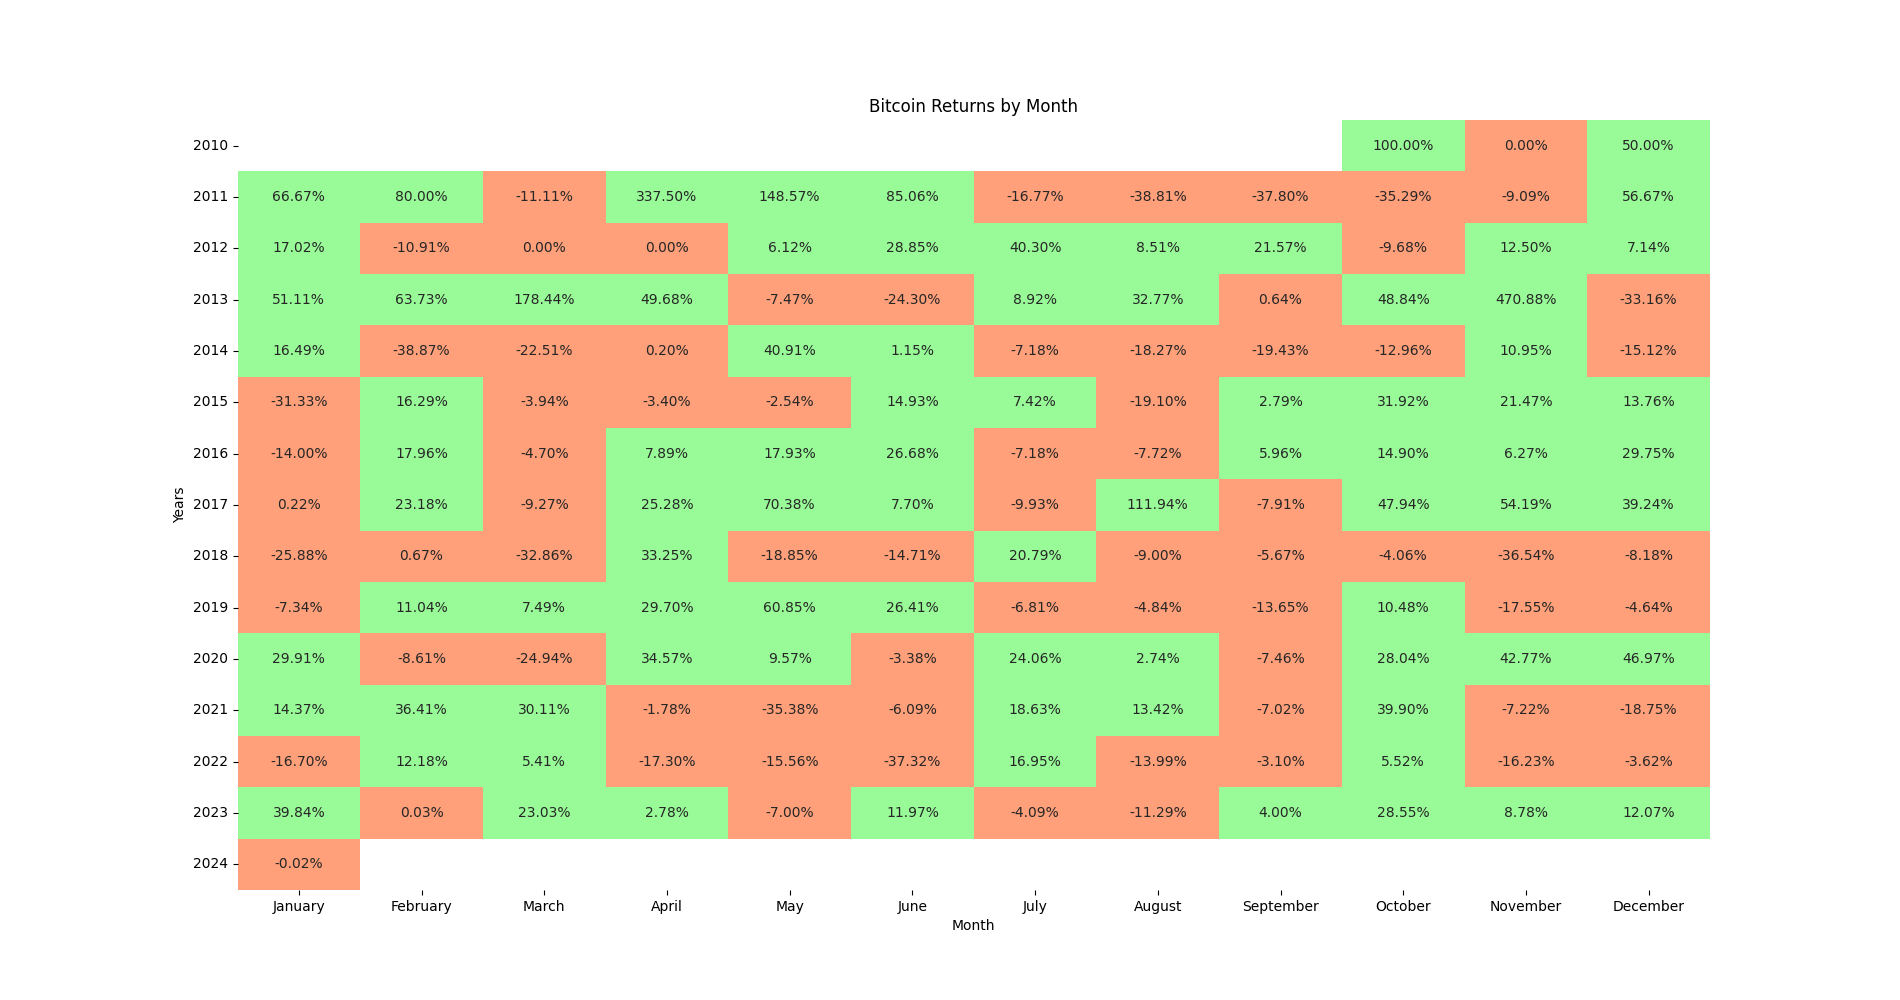 Bitcoin Returns by Month
2010 100.00% 0.00% 50.00%
2011 66.67% 80.00% -11.11% 337.50% 148.57% 85.06% -16.77% -38.81% -37.80% -35.29% -9.09% 56.67%
2012 17.02% -10.91% 0.00% 0.00% 6.12% 28.85% 40.30% 8.51% 21.57% -9.68% 12.50% 7.14%
2013 51.11% 63.73% 178.44% 49.68% -7.47% -24.30% 8.92% 32.77% 0.64% 48.84% 470.88% -33.16%
2014 16.49% -38.87% -22.51% 0.20% 40.91% 1.15% -7.18% -18.27% -19.43% -12.96% 10.95% -15.12%
2015 -31.33% 16.29% -3.94% -3.40% -2.54% 14.93% 7.42% -19.10% 2.79% 31.92% 21.47% 13.76%
2016 -14.00% 17.96% -4.70% 7.89% 17.93% 26.68% -7.18% -7.72% 5.96% 14.90% 6.27% 29.75%
Years
2017 0.22% 23.18% -9.27% 25.28% 70.38% 7.70% -9.93% 111.94% -7.91% 47.94% 54.19% 39.24%
2018 -25.88% 0.67% -32.86% 33.25% -18.85% -14.71% 20.79% -9.00% -5.67% -4.06% -36.54% -8.18%
2019 -7.34% 11.04% 7.49% 29.70% 60.85% 26.41% -6.81% -4.84% -13.65% 10.48% -17.55% -4.64%
2020 29.91% -8.61% -24.94% 34.57% 9.57% -3.38% 24.06% 2.74% -7.46% 28.04% 42.77% 46.97%
2021 14.37% 36.41% 30.11% -1.78% -35.38% -6.09% 18.63% 13.42% -7.02% 39.90% -7.22% -18.75%
2022 -16.70% 12.18% 5.41% -17.30% -15.56% -37.32% 16.95% -13.99% -3.10% 5.52% -16.23% -3.62%
2023 39.84% 0.03% 23.03% 2.78% -7.00% 11.97% -4.09% -11.29% 4.00% 28.55% 8.78% 12.07%
2024 -0.02%
January February March April May June July August September October November December
Month